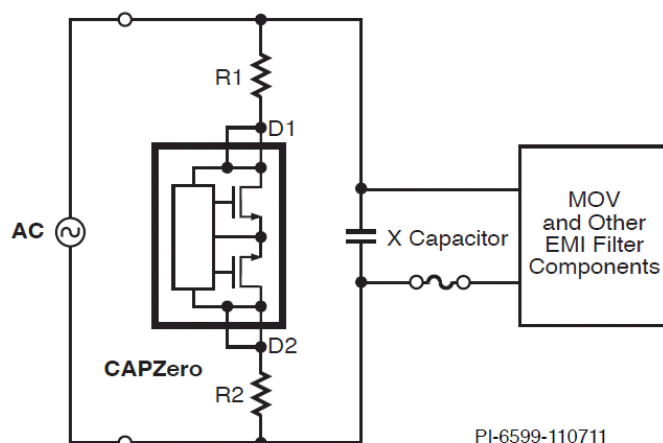 R1
D1
AC
X Capacitor
MOV
and Other
EMI Filter
Components
D2
CAPZero
R2
PI-6599-110711